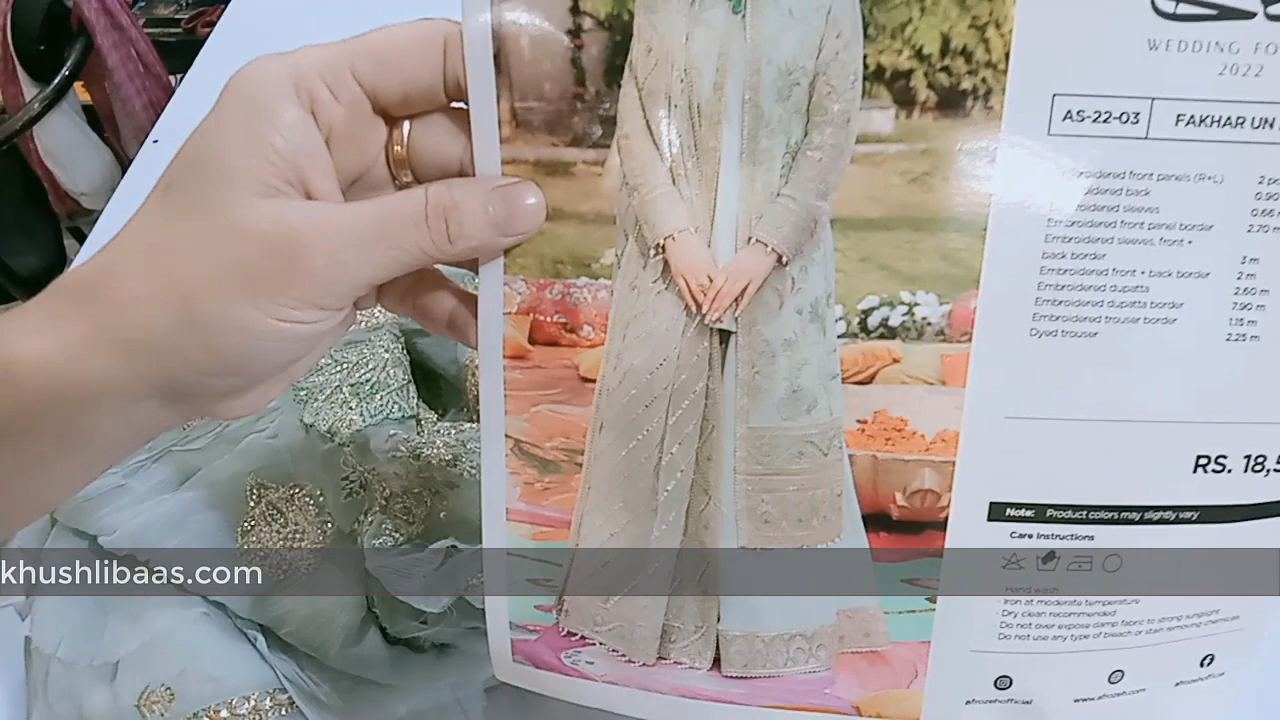 WEDDING FO
2022
AS-22-03 FAKHAR UN
broidered front panels (R+L) 2 pc
idered back 0.90
roidered sleeves 0.66
Embroidered front panel border 2.70 m
Embroidered sleeves, front +
back border 3 m
Embroidered front + back border 2 m
Embroidered dupatta 2.60 m
Embroidered dupatta border 7.90 m
Embroidered trouser border 1.15 m
Dyed trouser 2.25 m
RS. 18,5
Note: Product colors may slightly vary
Care Instructions
khushlibaas.com
Hand wash
· Iron at moderate temperature
· Dry clean recommended
· Do not over expose damp fabric to strong sunlight
· Do not use any type of bleach or stain removing chemicals
afrozehofficial
www.afrozeh.com
afrozehofficial